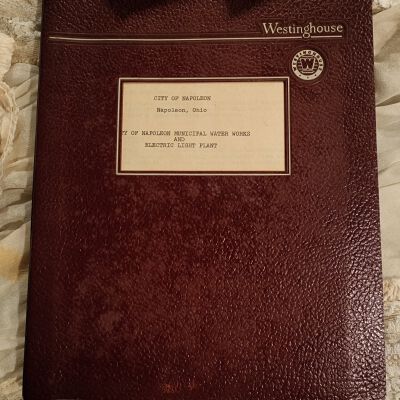 Westinghouse
W
CITY OF NAPOLEON
Napoleon, Ohio
Y OF NAPOLEON MUNICIPAL WATER WORKS
AND
ELECTRIC LIGHT PLANT